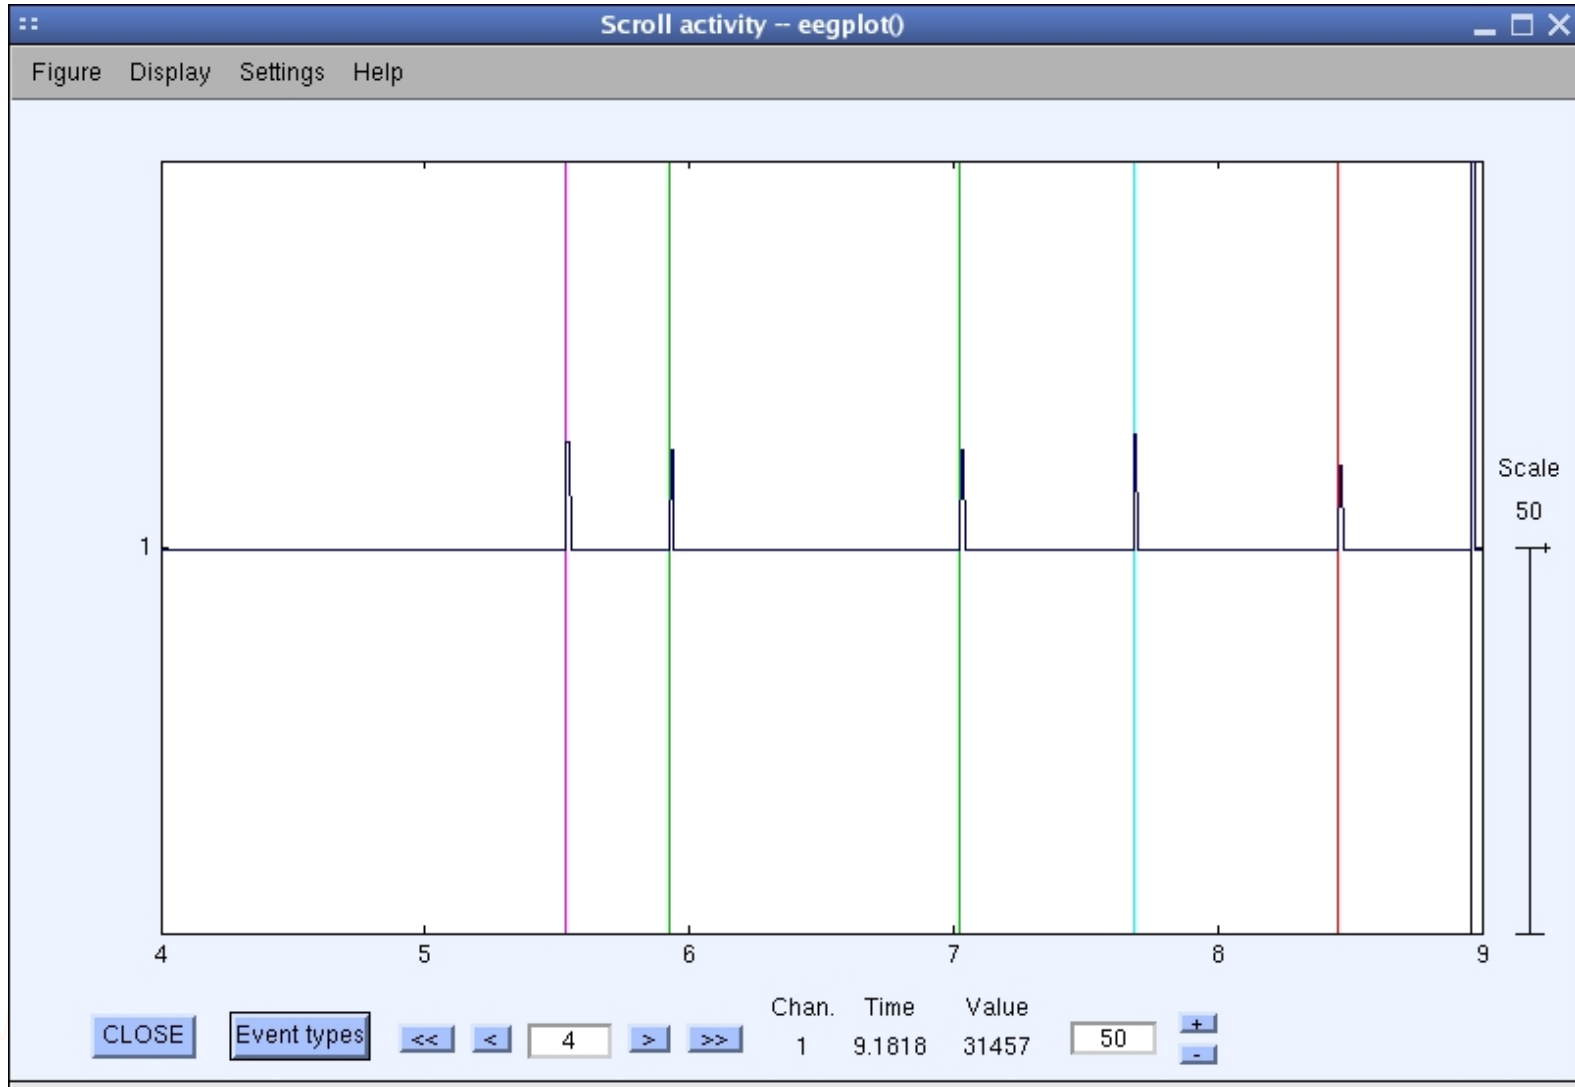 Scroll activity -- eegplot()
Figure Display Settings Help
Scale
50
1
4 5 6 7 8 9
Chan. Time Value
CLOSE Event types << < 4 > >> 1 9.1818 31457 50 + -